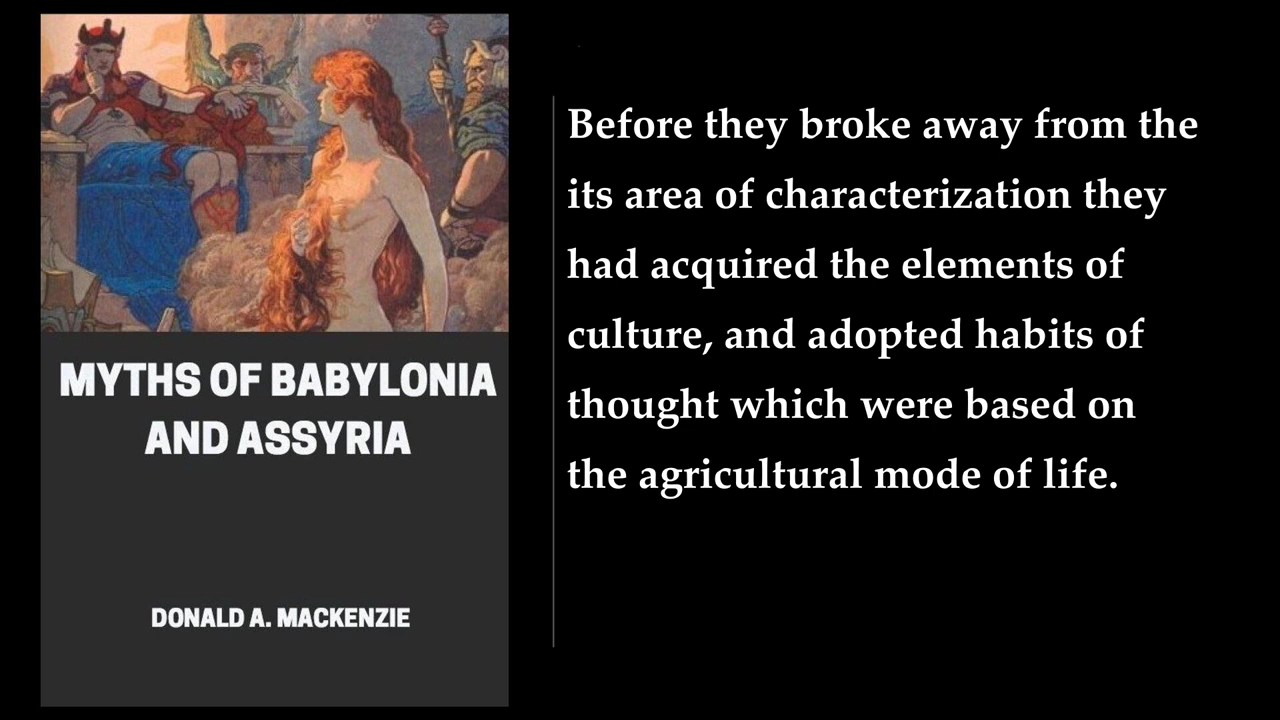 MYTHS OF BABYLONIA
AND ASSYRIA
DONALD A. MACKENZIE
Before they broke away from the
its area of characterization they
had acquired the elements of
culture, and adopted habits of
thought which were based on
the agricultural mode of life.